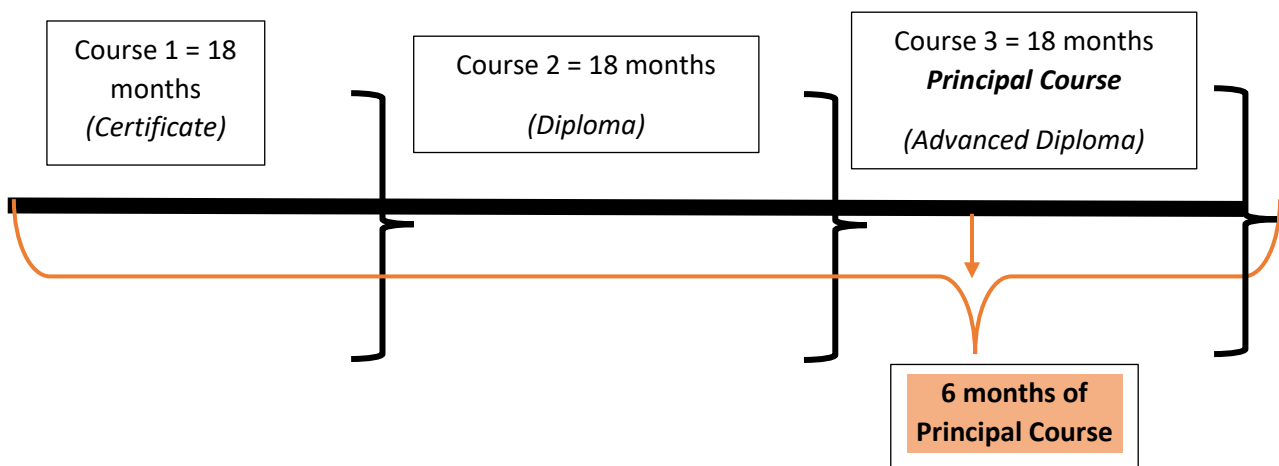 Course 1 = 18
months
(Certificate)
Course 2 = 18 months
(Diploma)
Course 3 = 18 months
Principal Course
(Advanced Diploma)
6 months of
Principal Course